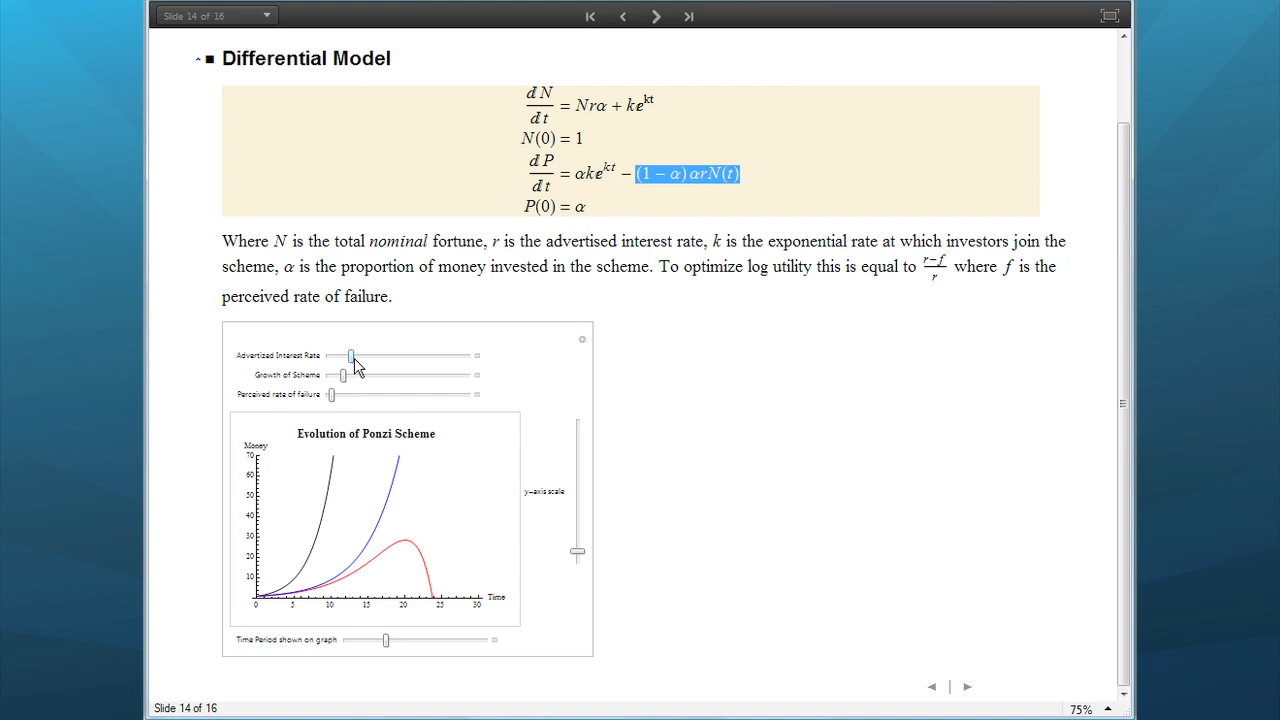 Slide 14 of 16
Differential Model
dN/dt = Nrα + ke^kt
N(0) = 1
dP/dt = αke^kt − (1 − α) αrN(t)
P(0) = α
Where N is the total nominal fortune, r is the advertised interest rate, k is the exponential rate at which investors join the
scheme, α is the proportion of money invested in the scheme. To optimize log utility this is equal to r−f/r where f is the
perceived rate of failure.
Advertized Interest Rate
Growth of Scheme
Perceived rate of failure
Evolution of Ponzi Scheme
Money
70
60
50
40
30
20
10
0 5 10 15 20 25 30
Time
y-axis scale
Time Period shown on graph
Slide 14 of 16
75%